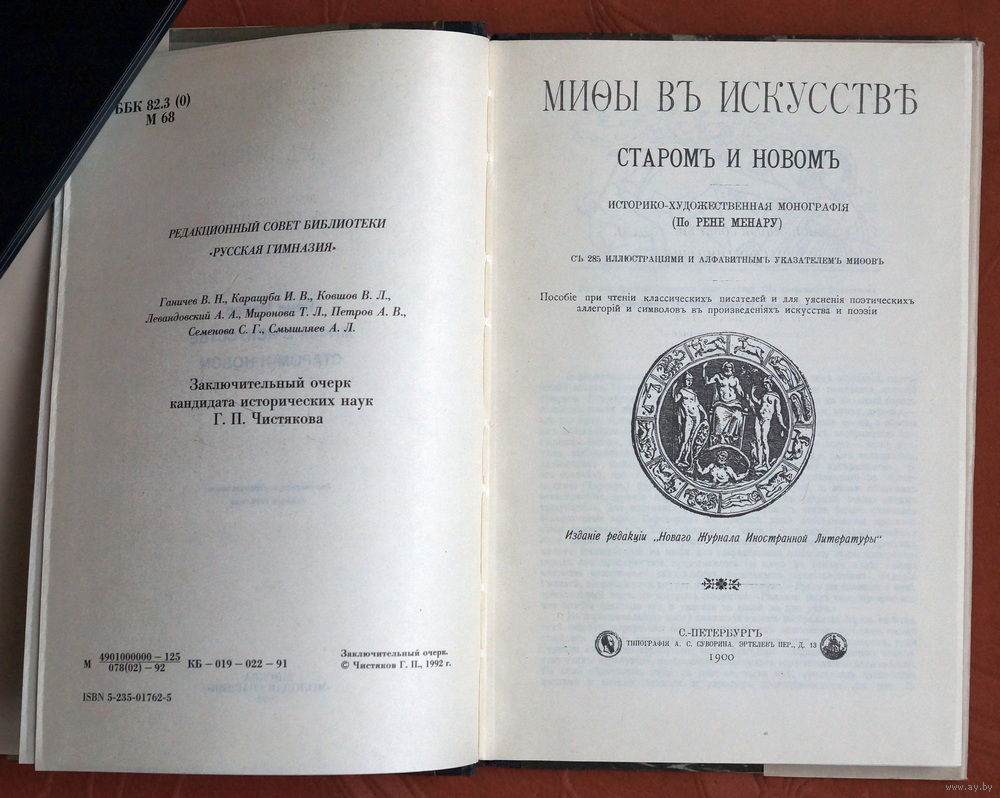 ББК 82.3 (0)
М 68
РЕДАКЦИОННЫЙ СОВЕТ БИБЛИОТЕКИ
«РУССКАЯ ГИМНАЗИЯ»
Ганичев В. Н., Карацуба И. В., Ковшов В. Л.,
Левандовский А. А., Миронова Т. Л., Петров А. В.,
Семенова С. Г., Смышляев А. Л.
Заключительный очерк
кандидата исторических наук
Г. П. Чистякова
М 4901000000—125
078(02)—92 КБ—019—022—91
Заключительный очерк.
© Чистяков Г. П., 1992 г.
ISBN 5-235-01762-5
МИѲЫ ВЪ ИСКУССТВѢ
СТАРОМЪ И НОВОМЪ
ИСТОРИКО-ХУДОЖЕСТВЕННАЯ МОНОГРАФІЯ
(По РЕНЕ МЕНАРУ)
СЪ 285 ИЛЛЮСТРАЦІЯМИ И АЛФАВИТНЫМЪ УКАЗАТЕЛЕМЪ МИѲОВЪ
Пособіе при чтеніи классическихъ писателей и для уясненія поэтическихъ
аллегорій и символовъ въ произведеніяхъ искусства и поэзіи
Изданіе редакціи „Новаго Журнала Иностранной Литературы"
С.-ПЕТЕРБУРГЪ
ТИПОГРАФІЯ А. С. СУВОРИНА. ЭРТЕЛЕВЪ ПЕР., Д. 13
1900
www.ay.by